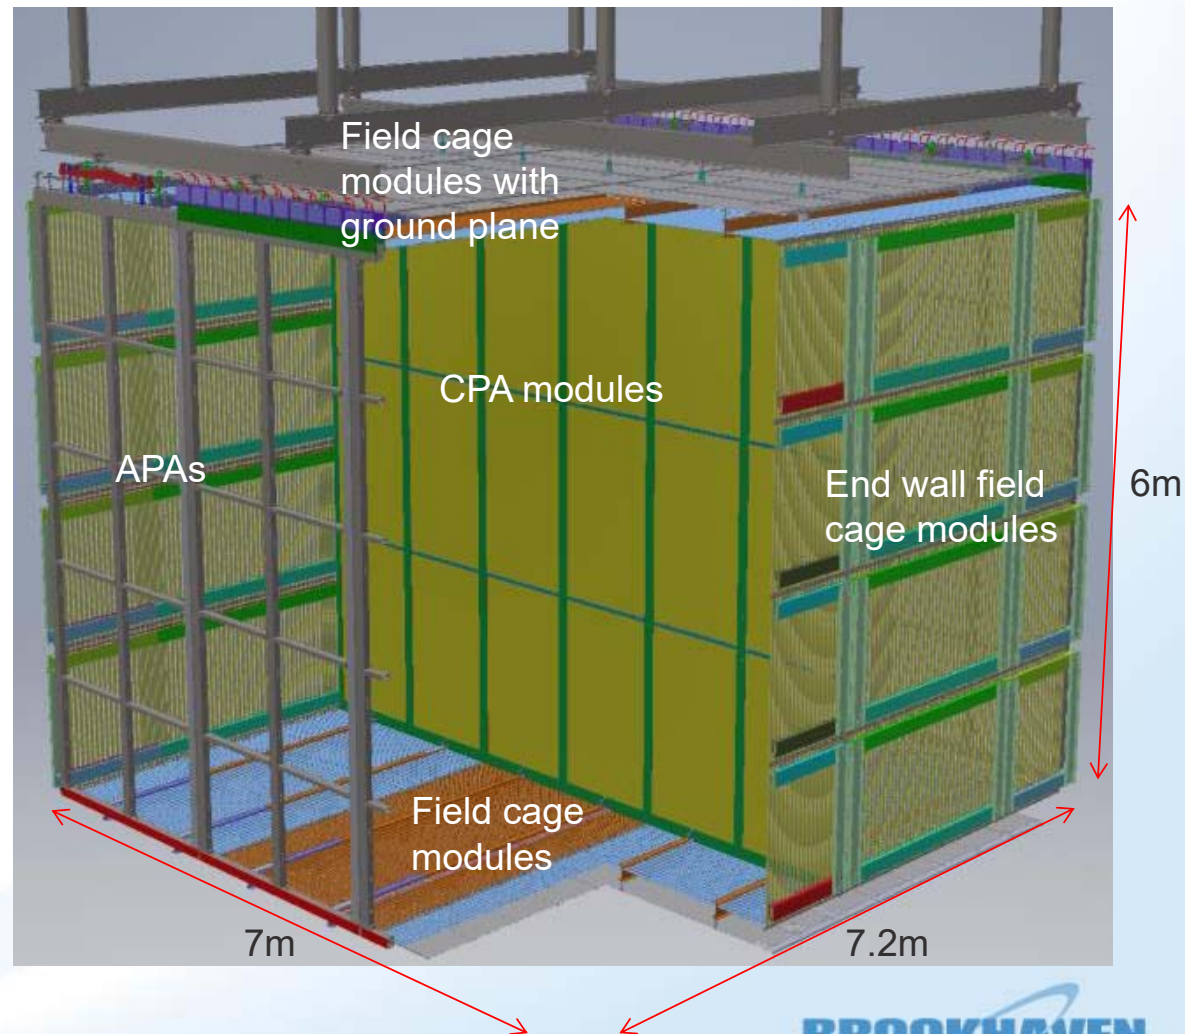 Field cage
modules with
ground plane
CPA modules
APAs
End wall field
cage modules
6m
Field cage
modules
7m
7.2m
BROOKHAVEN